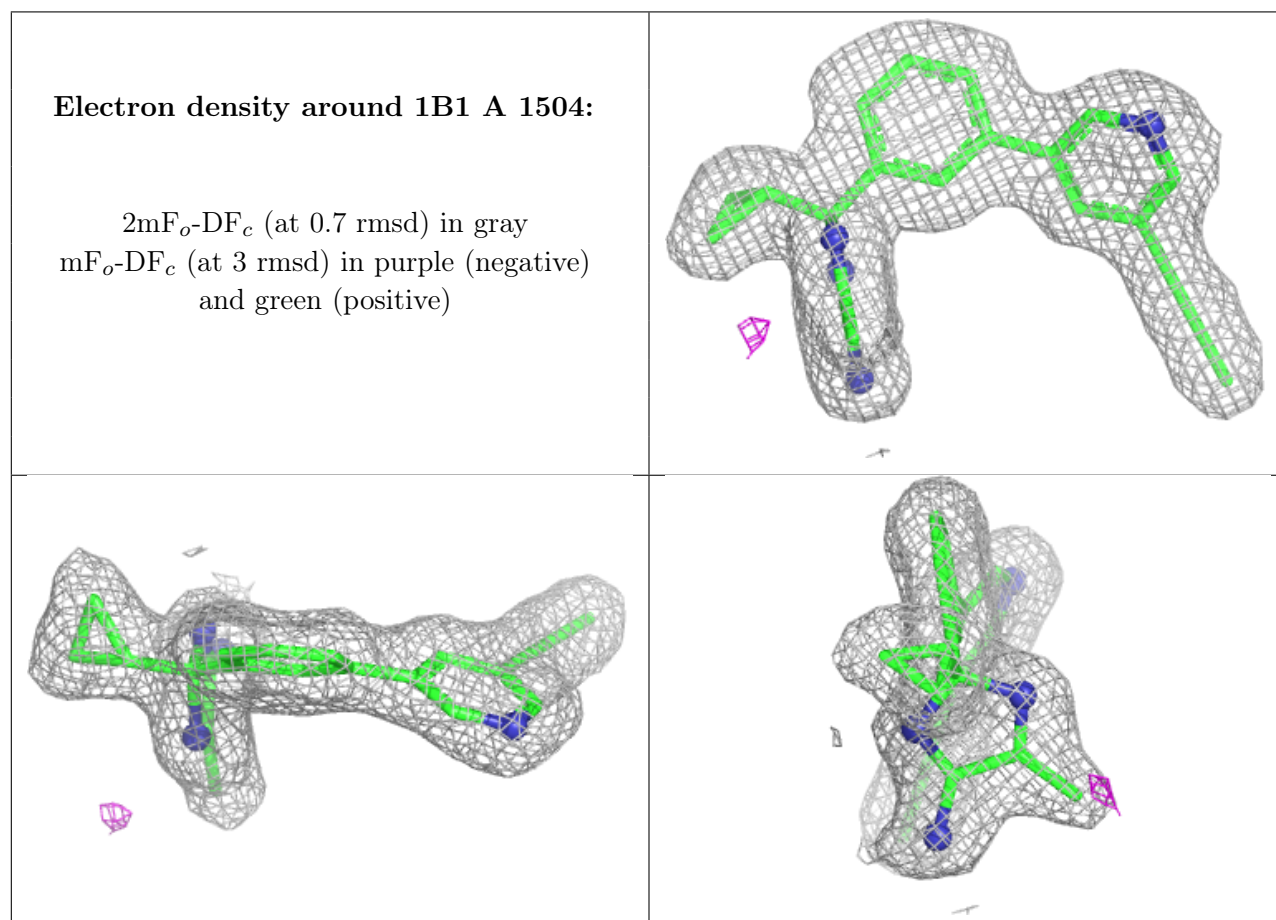 Electron density around 1B1 A 1504:
2mFo-DFc (at 0.7 rmsd) in gray
mFo-DFc (at 3 rmsd) in purple (negative)
and green (positive)